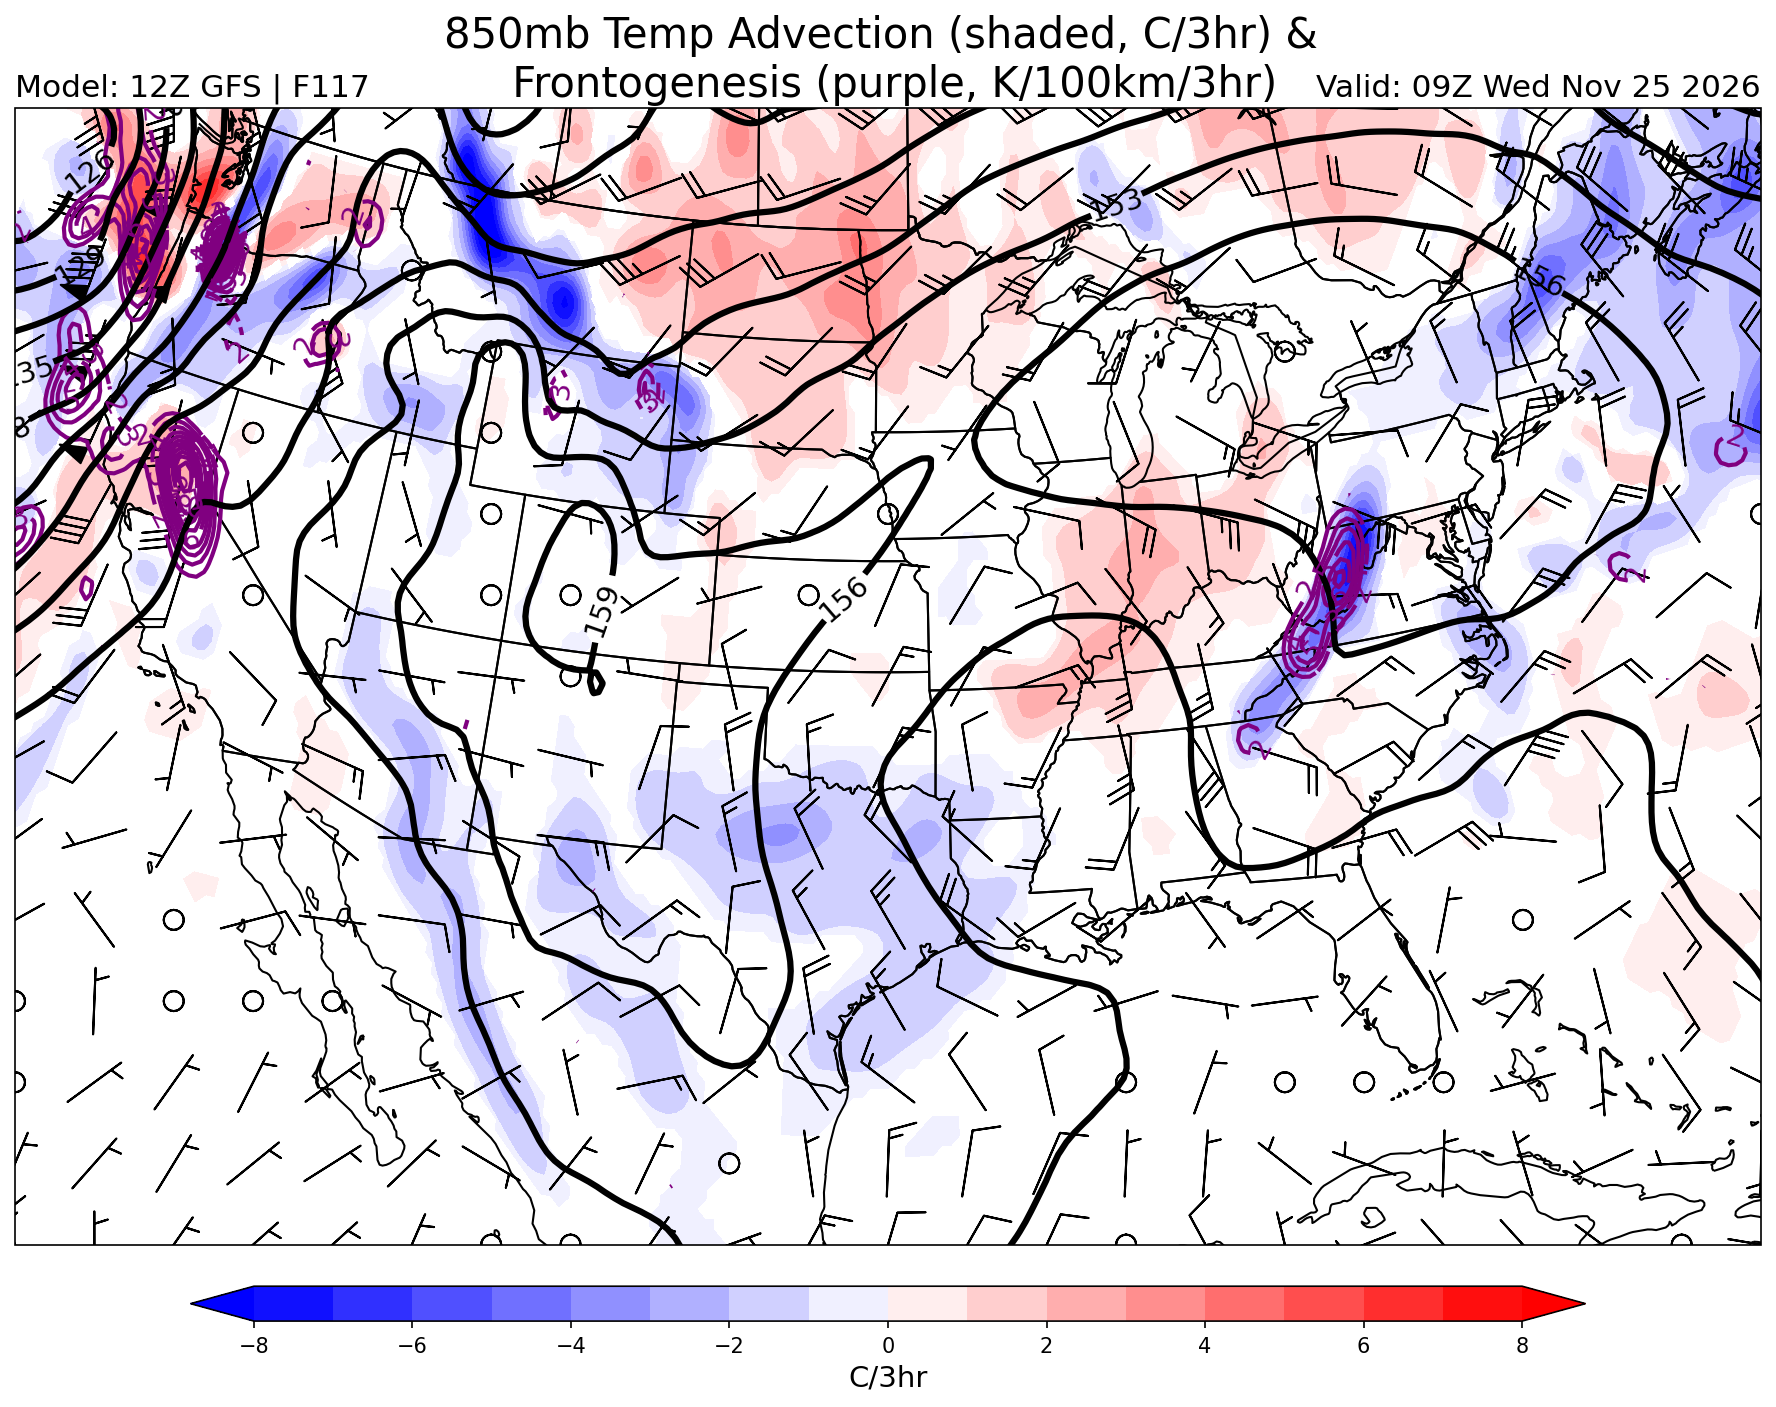 850mb Temp Advection (shaded, C/3hr) &
Frontogenesis (purple, K/100km/3hr)
Model: 12Z GFS | F117
Valid: 09Z Wed Nov 25 2026
126
129
135
153
156
159
156
−8 −6 −4 −2 0 2 4 6 8
C/3hr